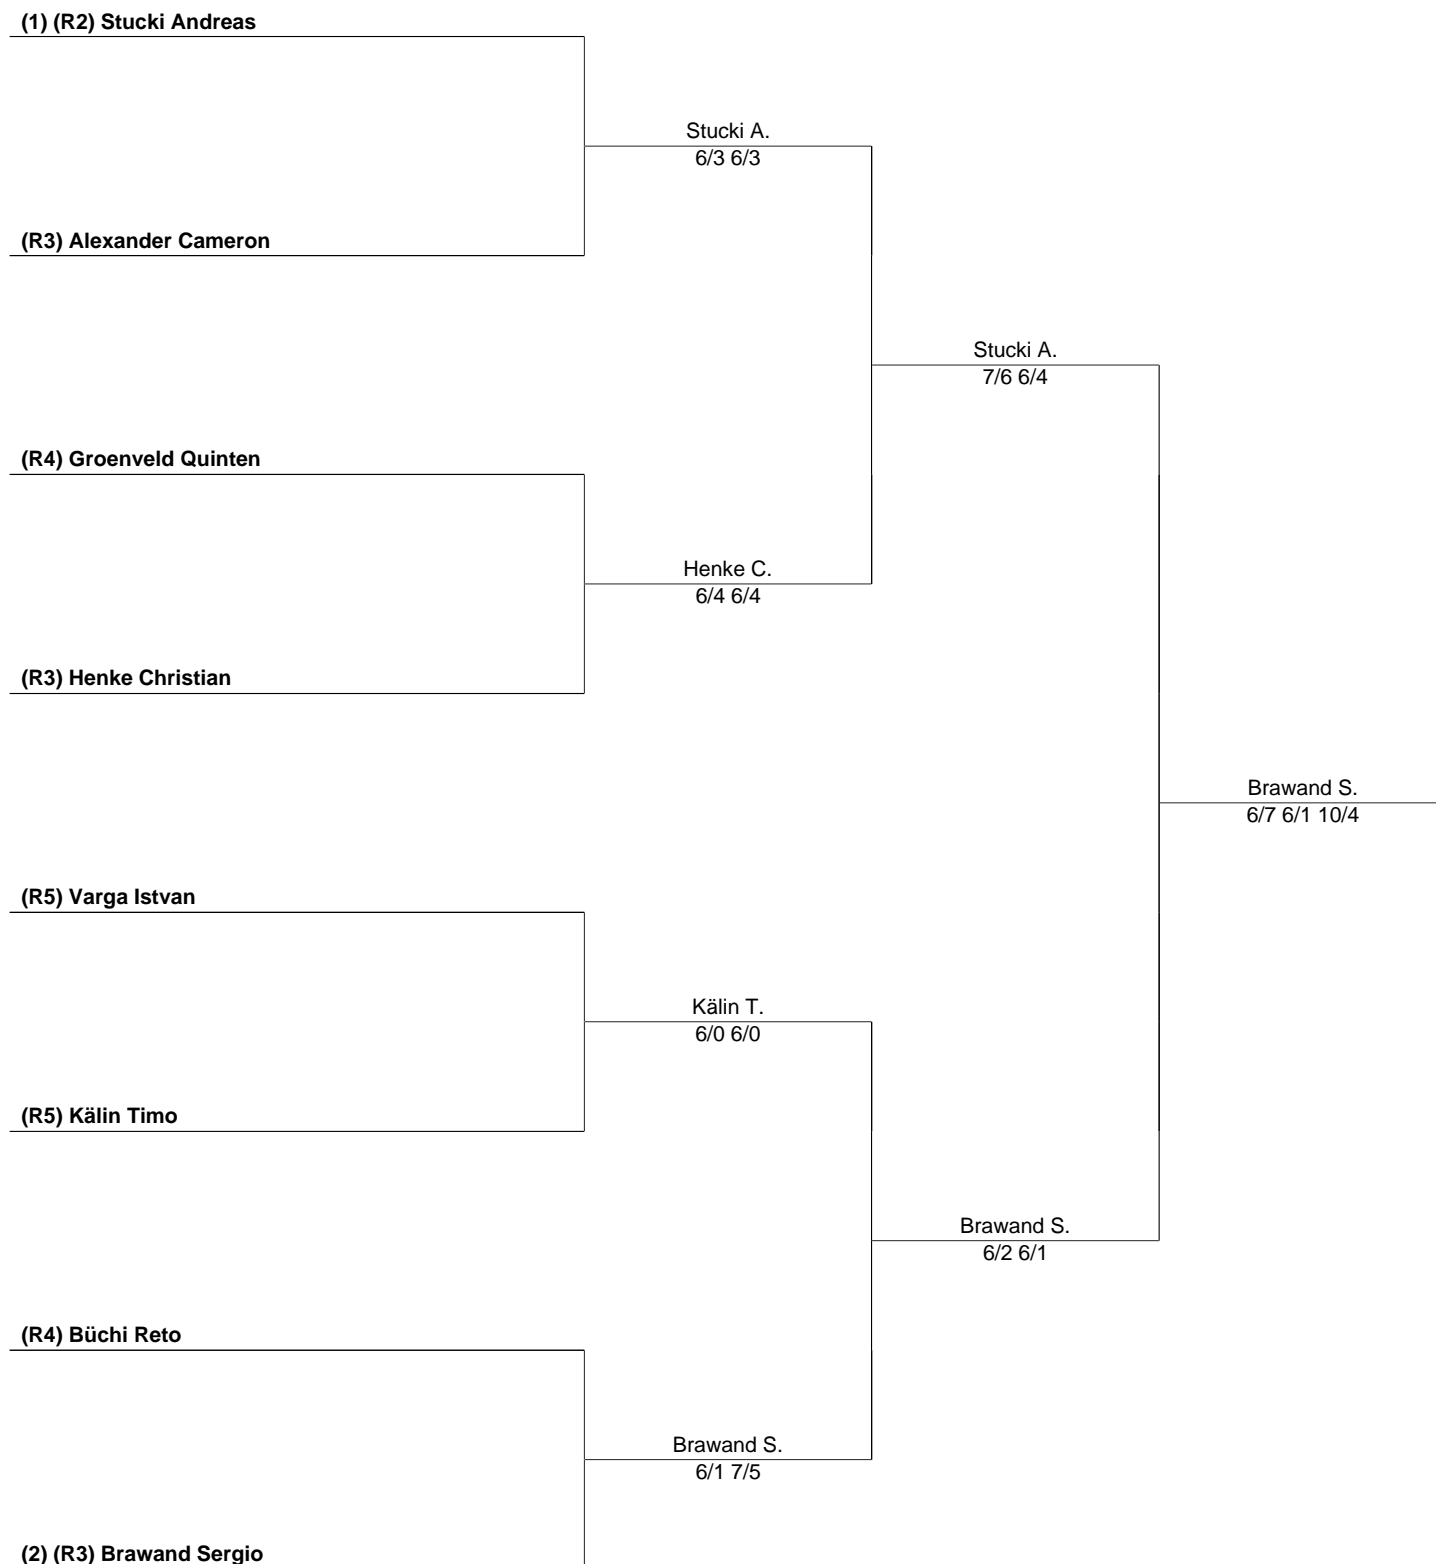 (1) (R2) Stucki Andreas
Stucki A.
6/3 6/3
(R3) Alexander Cameron
Stucki A.
7/6 6/4
(R4) Groenveld Quinten
Henke C.
6/4 6/4
(R3) Henke Christian
Brawand S.
6/7 6/1 10/4
(R5) Varga Istvan
Kälin T.
6/0 6/0
(R5) Kälin Timo
Brawand S.
6/2 6/1
(R4) Büchi Reto
Brawand S.
6/1 7/5
(2) (R3) Brawand Sergio